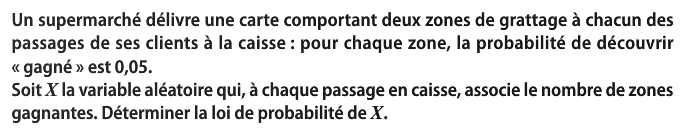 Un supermarché délivre une carte comportant deux zones de grattage à chacun des
passages de ses clients à la caisse : pour chaque zone, la probabilité de découvrir
« gagné » est 0,05.
Soit X la variable aléatoire qui, à chaque passage en caisse, associe le nombre de zones
gagnantes. Déterminer la loi de probabilité de X.